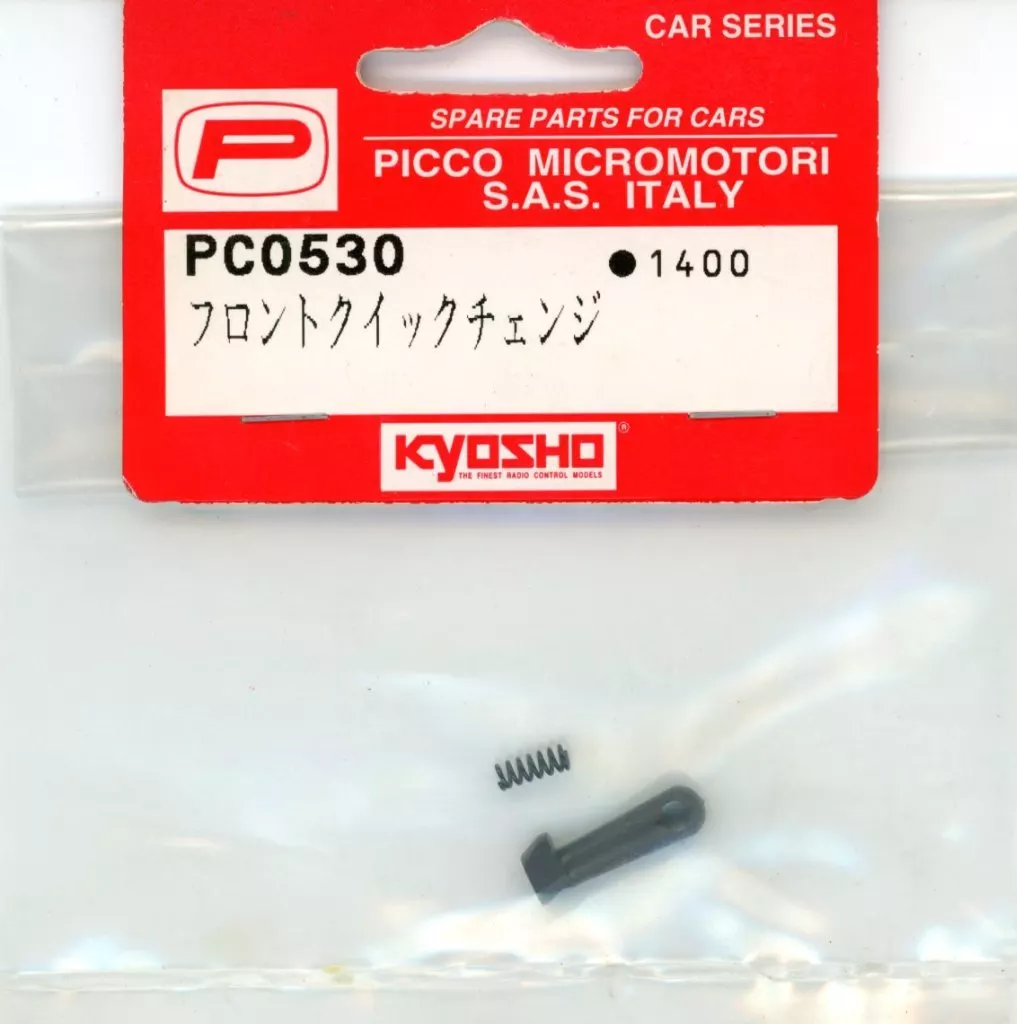 CAR SERIES
SPARE PARTS FOR CARS
PICCO MICROMOTORI
S.A.S. ITALY
P
PC0530 ●1400
フロントクイックチェンジ
KYOSHO®
THE FINEST RADIO CONTROL MODELS